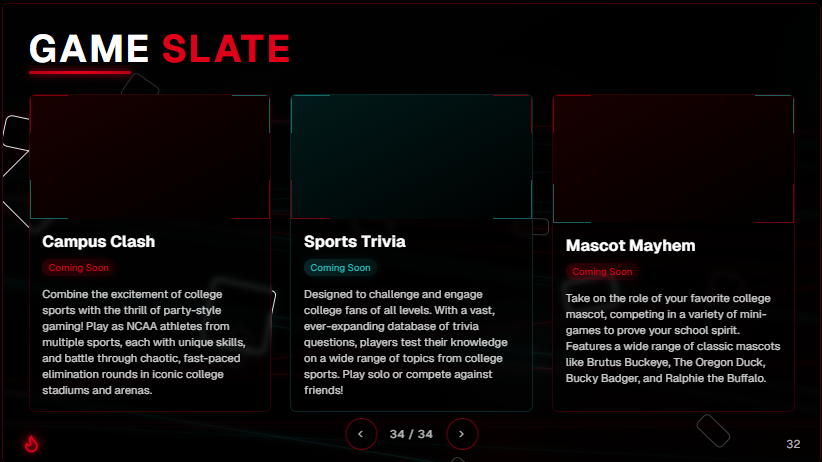 GAME SLATE
Campus Clash
Coming Soon
Combine the excitement of college
sports with the thrill of party-style
gaming! Play as NCAA athletes from
multiple sports, each with unique skills,
and battle through chaotic, fast-paced
elimination rounds in iconic college
stadiums and arenas.
Sports Trivia
Coming Soon
Designed to challenge and engage
college fans of all levels. With a vast,
ever-expanding database of trivia
questions, players test their knowledge
on a wide range of topics from college
sports. Play solo or compete against
friends!
Mascot Mayhem
Coming Soon
Take on the role of your favorite college
mascot, competing in a variety of mini-
games to prove your school spirit.
Features a wide range of classic mascots
like Brutus Buckeye, The Oregon Duck,
Bucky Badger, and Ralphie the Buffalo.
‹ 34 / 34 ›
32